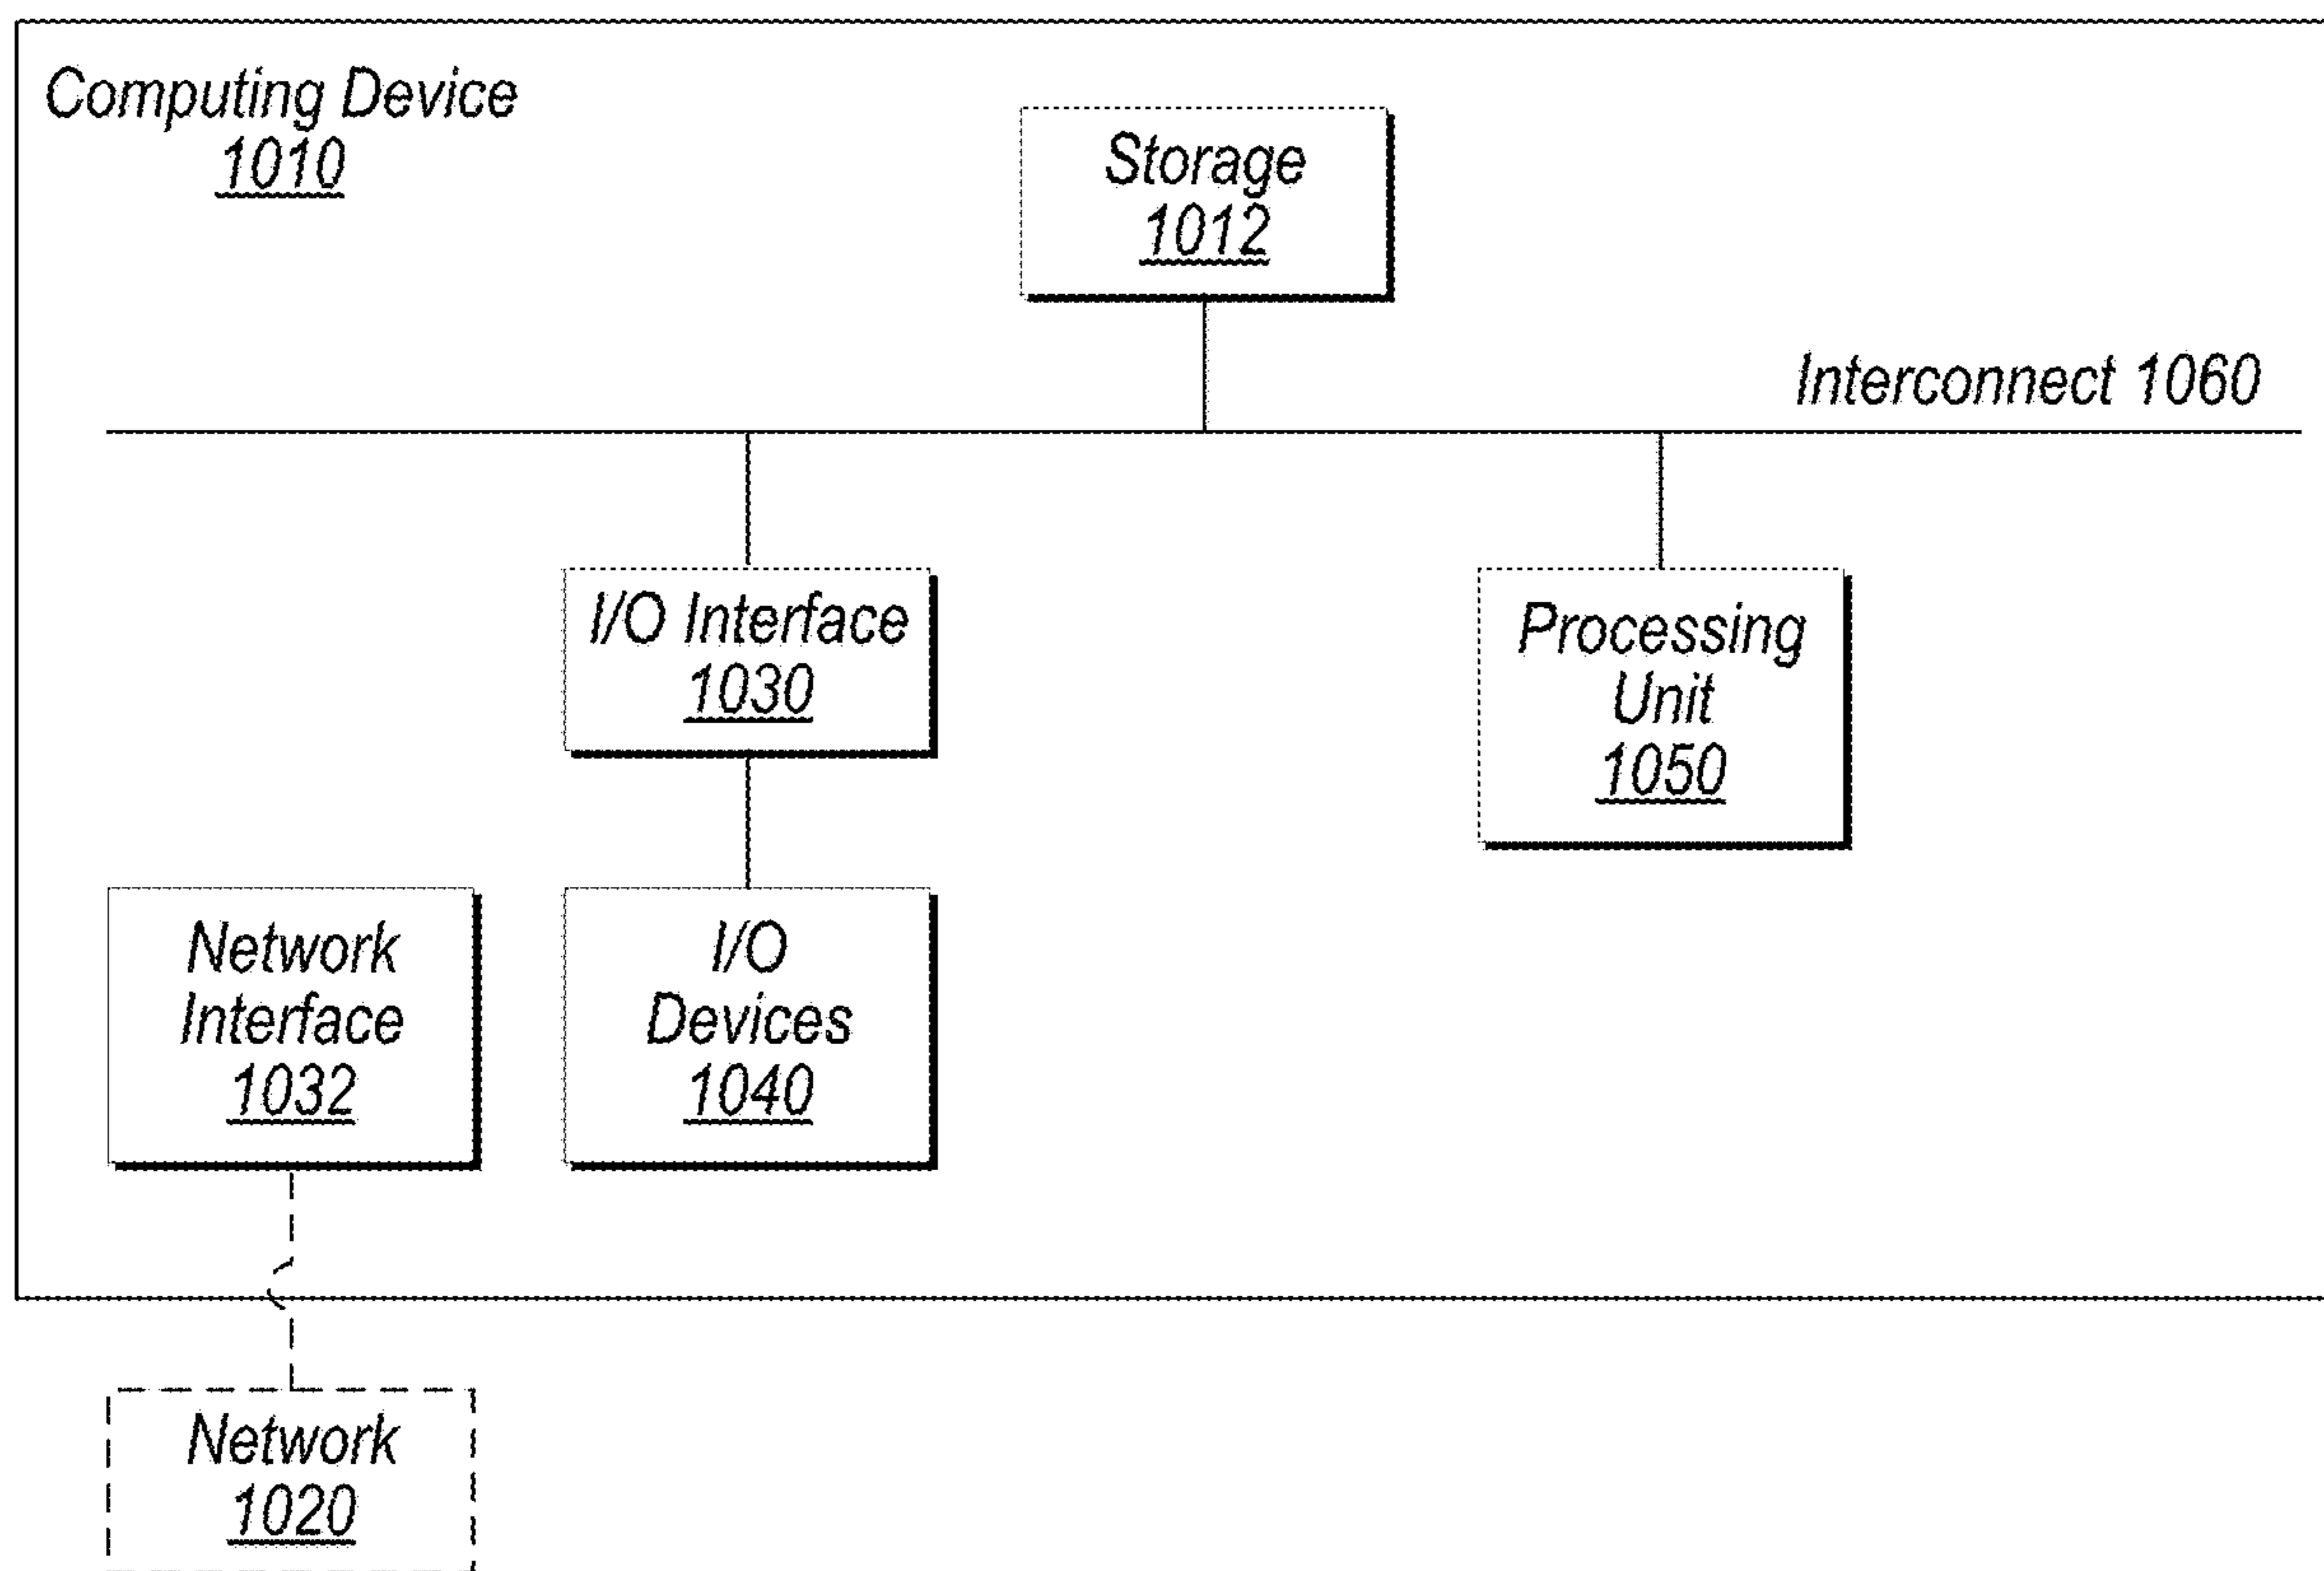 Computing Device
1010
Storage
1012
Interconnect 1060
I/O Interface
1030
Processing
Unit
1050
Network
Interface
1032
I/O
Devices
1040
Network
1020